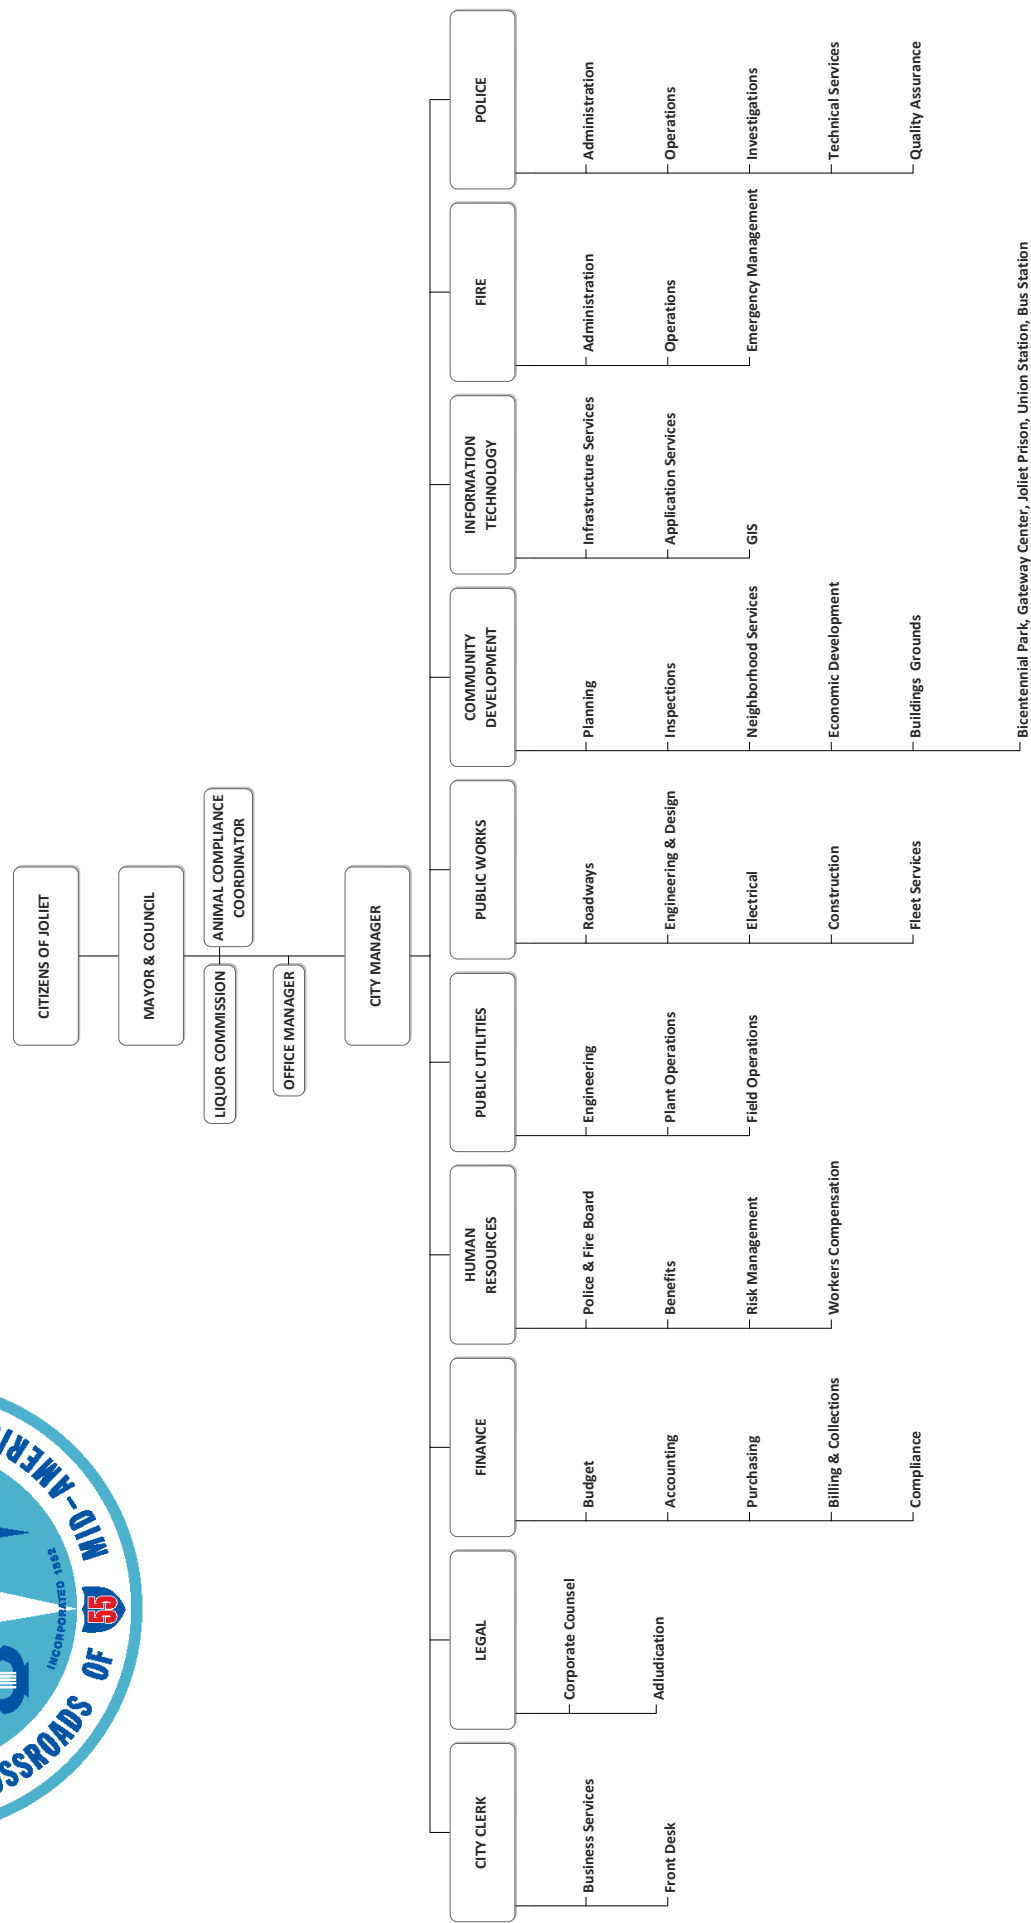 CITIZENS OF JOLIET
MAYOR & COUNCIL
LIQUOR COMMISSION
ANIMAL COMPLIANCE
COORDINATOR
OFFICE MANAGER
CITY MANAGER
CITY CLERK
Business Services
Front Desk
LEGAL
Corporate Counsel
Adludication
FINANCE
Budget
Accounting
Purchasing
Billing & Collections
Compliance
HUMAN
RESOURCES
Police & Fire Board
Benefits
Risk Management
Workers Compensation
PUBLIC UTILITIES
Engineering
Plant Operations
Field Operations
PUBLIC WORKS
Roadways
Engineering & Design
Electrical
Construction
Fleet Services
COMMUNITY
DEVELOPMENT
Planning
Inspections
Neighborhood Services
Economic Development
Buildings  Grounds
Bicentennial Park, Gateway Center, Joliet Prison, Union Station, Bus Station
INFORMATION
TECHNOLOGY
Infrastructure Services
Application Services
GIS
FIRE
Administration
Operations
Emergency Management
POLICE
Administration
Operations
Investigations
Technical Services
Quality Assurance
INCORPORATED 1852
OF 55 MID-AMERI